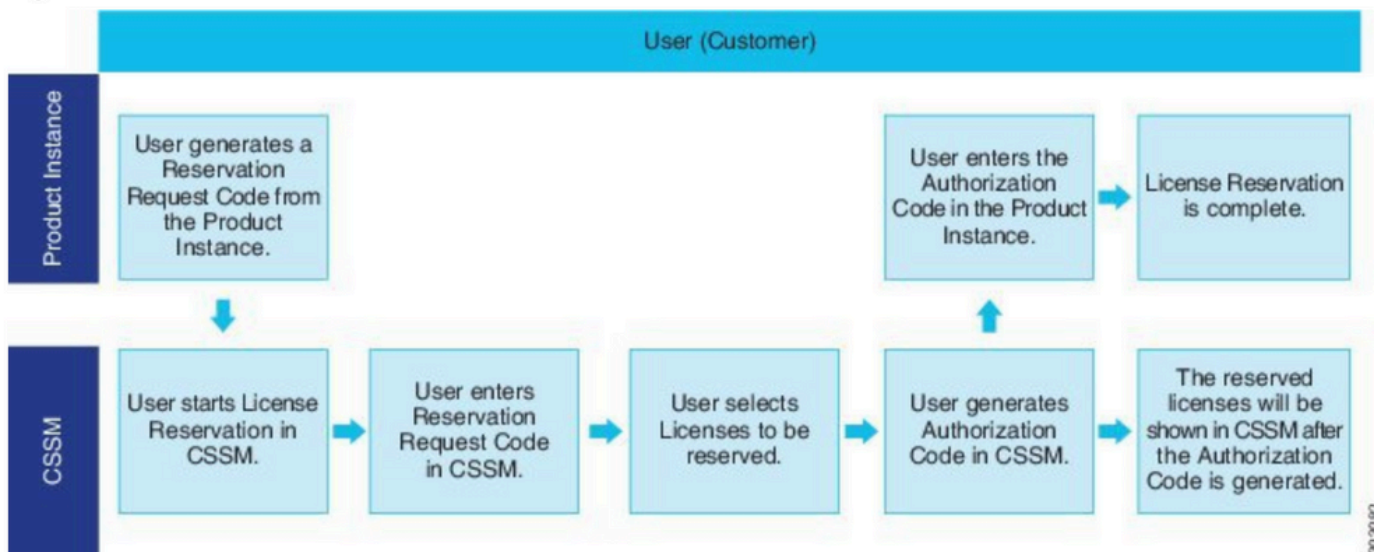 User (Customer)
Product Instance
User generates a
Reservation
Request Code from
the Product
Instance.
User enters the
Authorization
Code in the Product
Instance.
License Reservation
is complete.
CSSM
User starts License
Reservation in
CSSM.
User enters
Reservation
Request Code
in CSSM.
User selects
Licenses to be
reserved.
User generates
Authorization
Code in CSSM.
The reserved
licenses will be
shown in CSSM after
the Authorization
Code is generated.